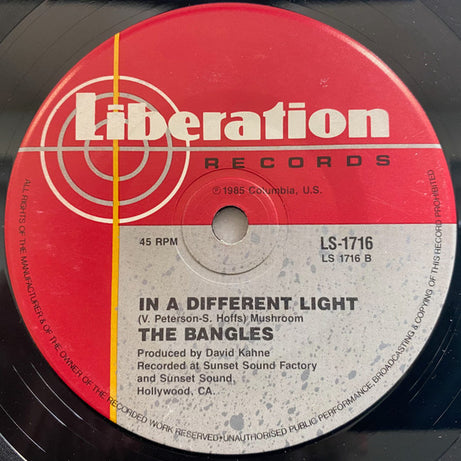 Liberation
RECORDS
℗ 1985 Columbia, U.S.
45 RPM
LS-1716
LS 1716 B
IN A DIFFERENT LIGHT
(V. Peterson-S. Hoffs) Mushroom
THE BANGLES
Produced by David Kahne
Recorded at Sunset Sound Factory
and Sunset Sound,
Hollywood, CA.
ALL RIGHTS OF THE MANUFACTURER & OF THE OWNER OF THE RECORDED WORK RESERVED•UNAUTHORISED PUBLIC PERFORMANCE, BROADCASTING & COPYING OF THIS RECORD PROHIBITED